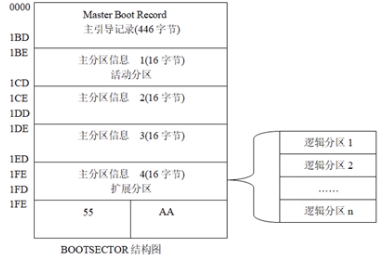 0000
Master Boot Record
主引导记录(446 字节)
1BD
1BE
主分区信息 1(16 字节)
活动分区
1CD
1CE
主分区信息 2(16 字节)
1DD
1DE
主分区信息 3(16 字节)
1ED
1FE
主分区信息 4(16 字节)
扩展分区
1FD
1FE
55 AA
逻辑分区 1
逻辑分区 2
……
逻辑分区 n
BOOTSECTOR 结构图